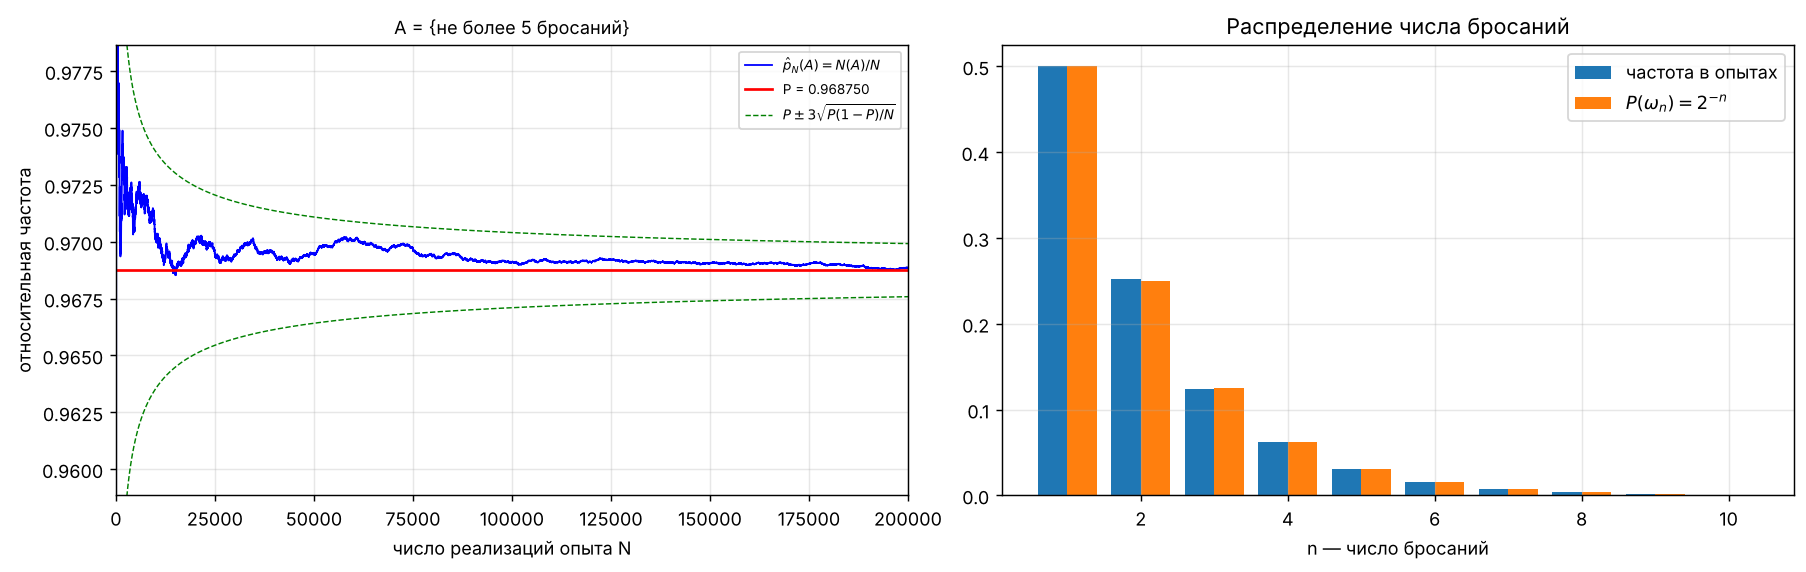 A = {не более 5 бросаний}
относительная частота
0.9775
0.9750
0.9725
0.9700
0.9675
0.9650
0.9625
0.9600
p̂_N(A) = N(A)/N
P = 0.968750
P ± 3√P(1 − P)/N
0 25000 50000 75000 100000 125000 150000 175000 200000
число реализаций опыта N
Распределение числа бросаний
0.5
0.4
0.3
0.2
0.1
0.0
частота в опытах
P(ω_n) = 2^{−n}
2 4 6 8 10
n — число бросаний